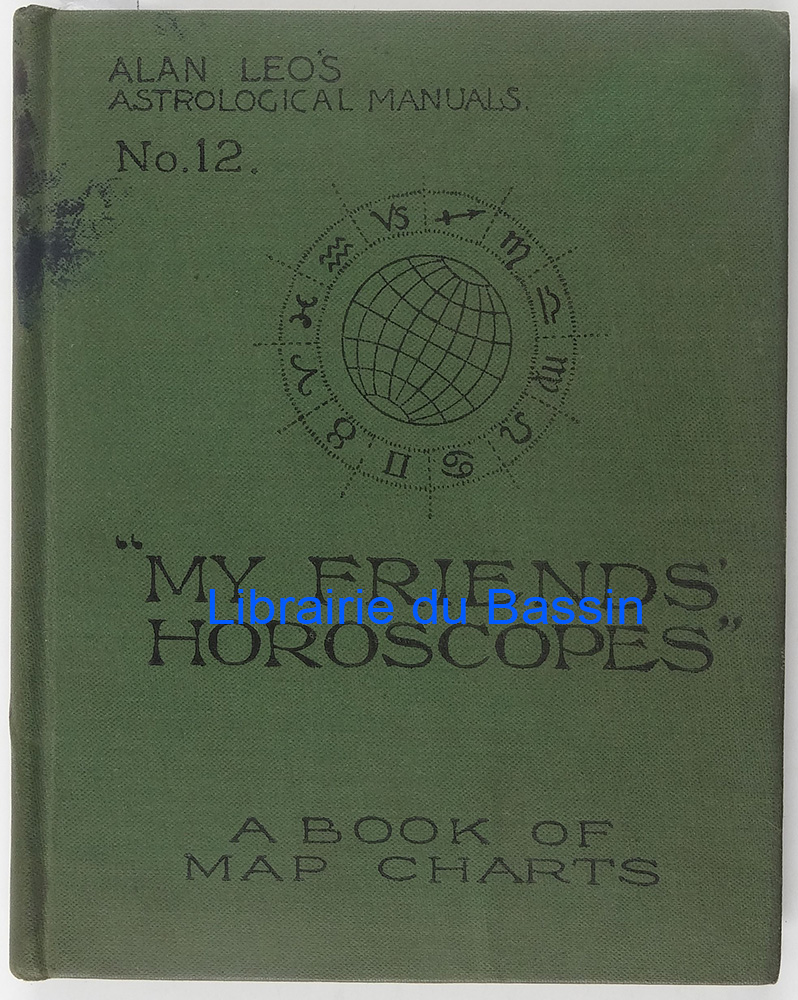 ALAN LEO'S
ASTROLOGICAL MANUALS.
No.12.
"MY FRIENDS'
Librairie du Bassin
HOROSCOPES"
A BOOK OF
MAP CHARTS